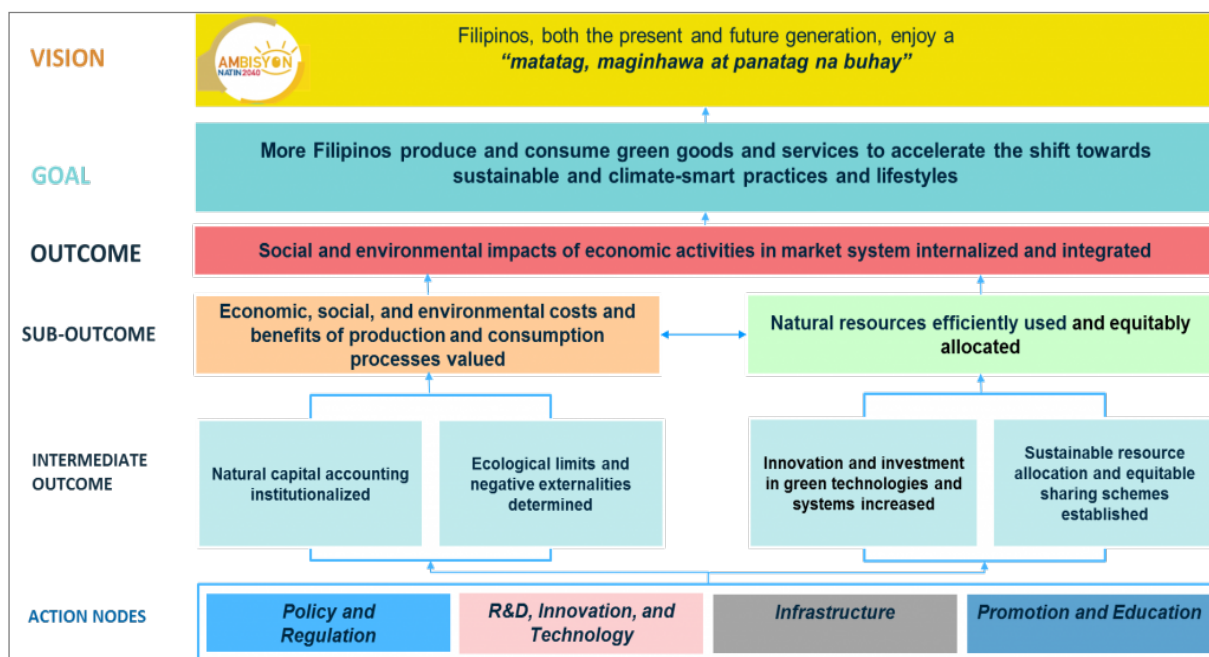 VISION
AMBISYON
NATIN 2040
Filipinos, both the present and future generation, enjoy a
“matatag, maginhawa at panatag na buhay”
GOAL
More Filipinos produce and consume green goods and services to accelerate the shift towards
sustainable and climate-smart practices and lifestyles
OUTCOME
Social and environmental impacts of economic activities in market system internalized and integrated
SUB-OUTCOME
Economic, social, and environmental costs and
benefits of production and consumption
processes valued
Natural resources efficiently used and equitably
allocated
INTERMEDIATE
OUTCOME
Natural capital accounting
institutionalized
Ecological limits and
negative externalities
determined
Innovation and investment
in green technologies and
systems increased
Sustainable resource
allocation and equitable
sharing schemes
established
ACTION NODES
Policy and
Regulation
R&D, Innovation, and
Technology
Infrastructure
Promotion and Education